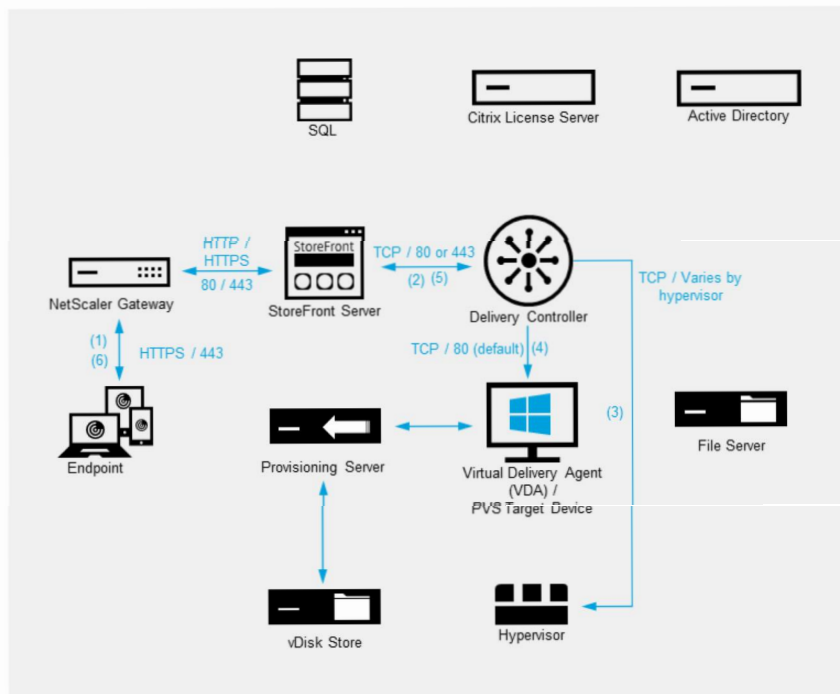 SQL
Citrix License Server
Active Directory
HTTP /
HTTPS
80 / 443
StoreFront
TCP / 80 or 443
(2) (5)
TCP / Varies by
hypervisor
NetScaler Gateway
StoreFront Server
Delivery Controller
(1)
(6)
HTTPS / 443
TCP / 80 (default)
(4)
(3)
Endpoint
Provisioning Server
Virtual Delivery Agent
(VDA) /
PVS Target Device
File Server
vDisk Store
Hypervisor